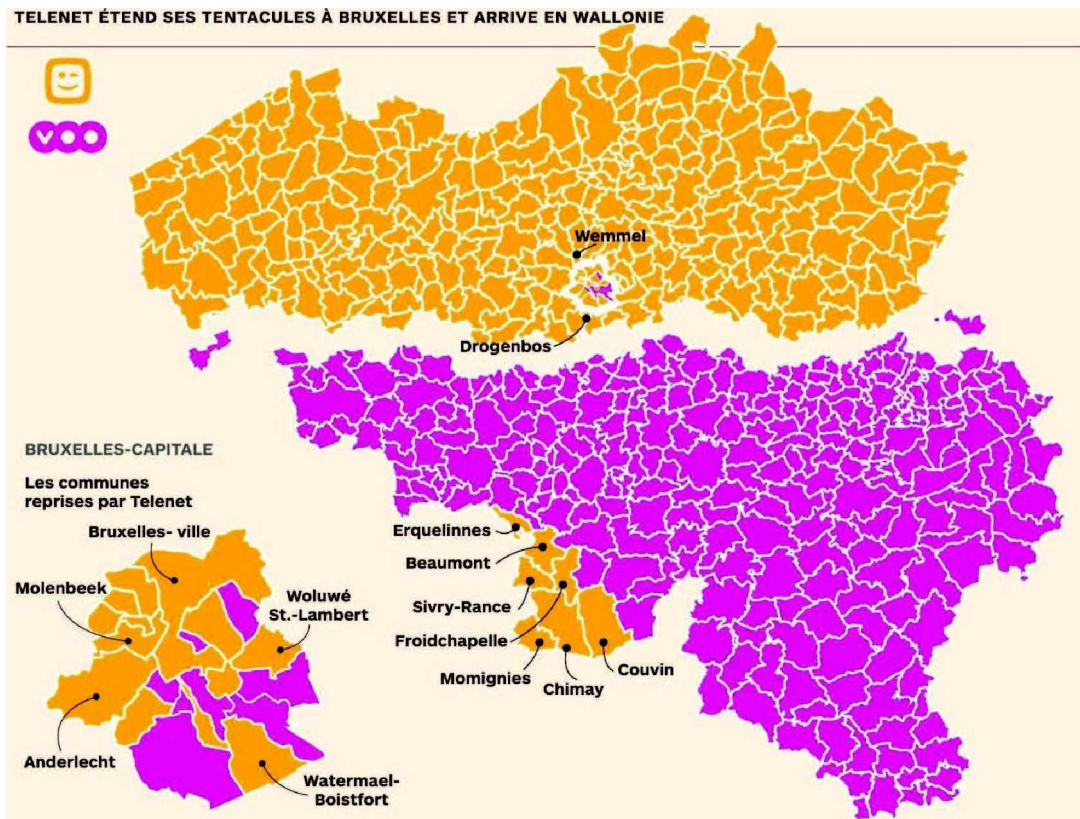 TELENET ÉTEND SES TENTACULES À BRUXELLES ET ARRIVE EN WALLONIE
VOO
Wemmel
Drogenbos
BRUXELLES-CAPITALE
Les communes
reprises par Telenet
Bruxelles- ville
Molenbeek
Woluwé
St.-Lambert
Anderlecht
Watermael-
Boistfort
Erquelinnes
Beaumont
Sivry-Rance
Froidchapelle
Momignies
Chimay
Couvin